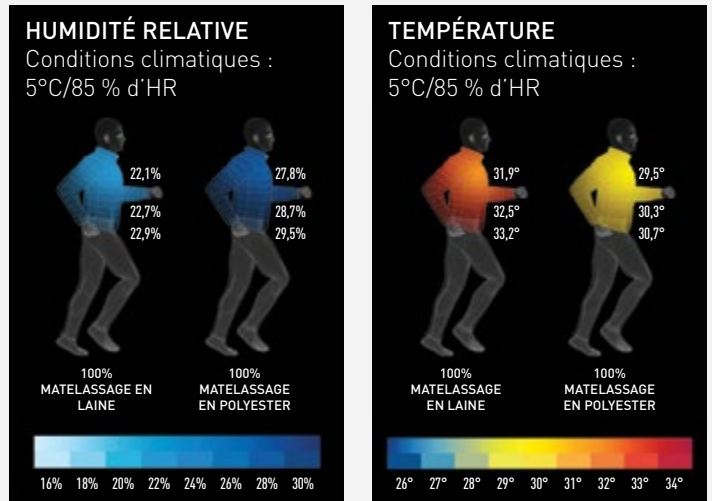 HUMIDITÉ RELATIVE
Conditions climatiques :
5°C/85 % d'HR
22,1%
22,7%
22,9%
27,8%
28,7%
29,5%
100%
MATELASSAGE EN
LAINE
100%
MATELASSAGE
EN POLYESTER
16% 18% 20% 22% 24% 26% 28% 30%
TEMPÉRATURE
Conditions climatiques :
5°C/85 % d'HR
31,9°
32,5°
33,2°
29,5°
30,3°
30,7°
100%
MATELASSAGE
EN LAINE
100%
MATELASSAGE
EN POLYESTER
26° 27° 28° 29° 30° 31° 32° 33° 34°